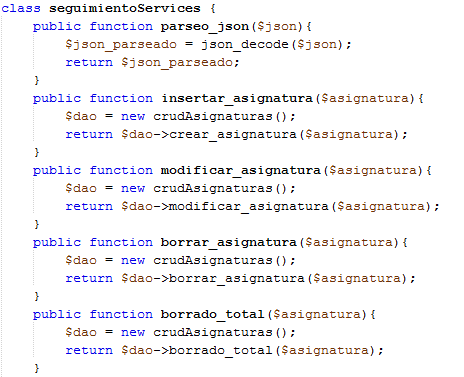 class seguimientoServices {
    public function parseo_json($json){
        $json_parseado = json_decode($json);
        return $json_parseado;
    }
    public function insertar_asignatura($asignatura){
        $dao = new crudAsignaturas();
        return $dao->crear_asignatura($asignatura);
    }
    public function modificar_asignatura($asignatura){
        $dao = new crudAsignaturas();
        return $dao->modificar_asignatura($asignatura);
    }
    public function borrar_asignatura($asignatura){
        $dao = new crudAsignaturas();
        return $dao->borrar_asignatura($asignatura);
    }
    public function borrado_total($asignatura){
        $dao = new crudAsignaturas();
        return $dao->borrado_total($asignatura);
    }